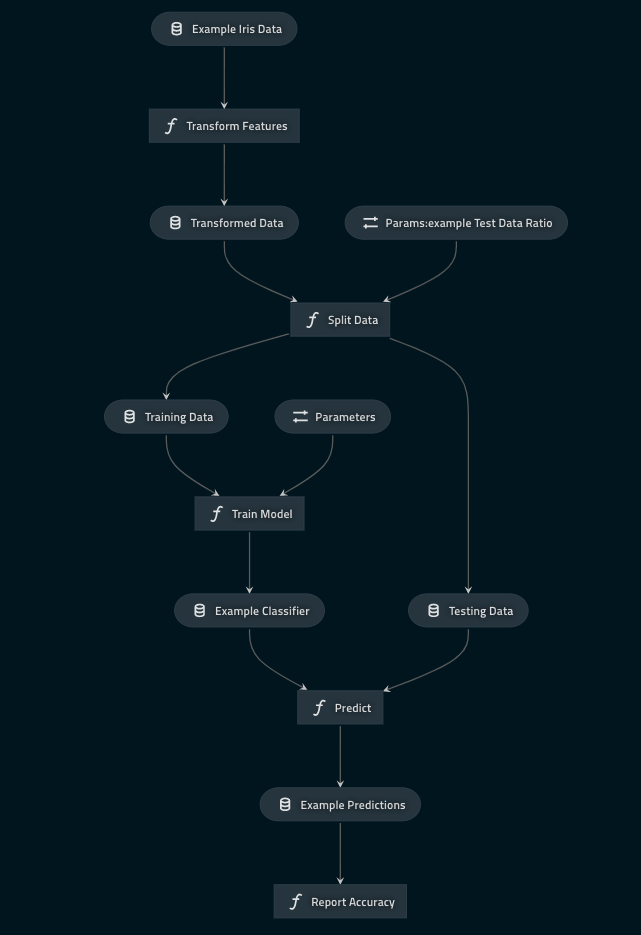 Example Iris Data
Transform Features
Transformed Data
Params:example Test Data Ratio
Split Data
Training Data
Parameters
Train Model
Example Classifier
Testing Data
Predict
Example Predictions
Report Accuracy